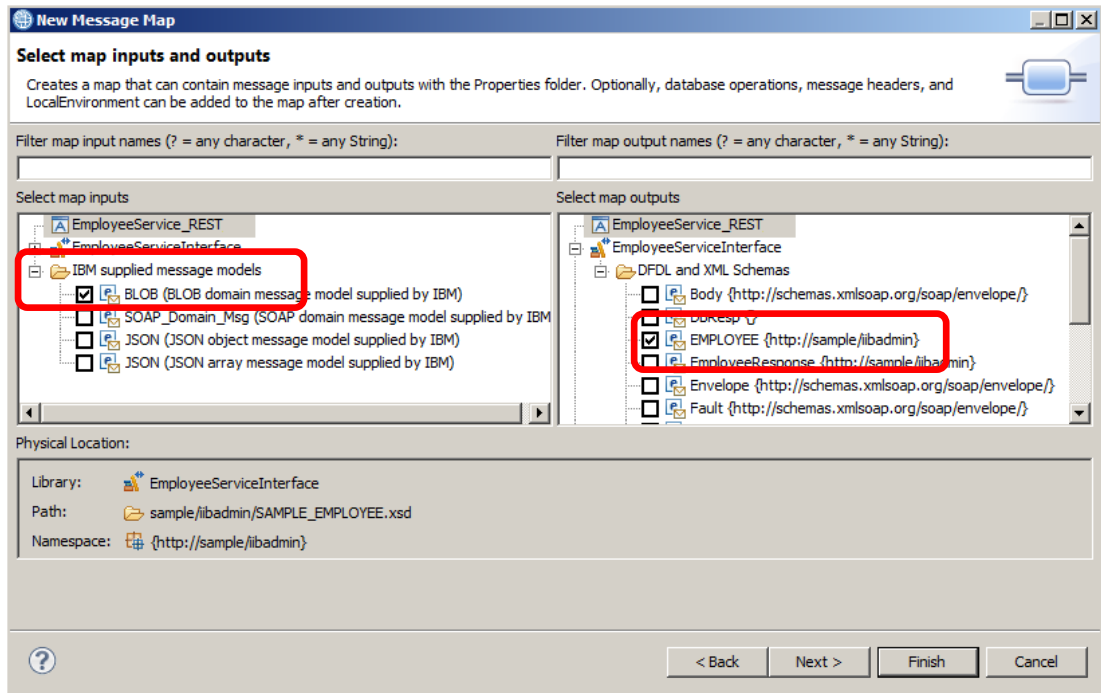 New Message Map
Select map inputs and outputs
Creates a map that can contain message inputs and outputs with the Properties folder. Optionally, database operations, message headers, and
LocalEnvironment can be added to the map after creation.
Filter map input names (? = any character, * = any String):
Filter map output names (? = any character, * = any String):
Select map inputs
Select map outputs
EmployeeService_REST
EmployeeServiceInterface
IBM supplied message models
BLOB (BLOB domain message model supplied by IBM)
SOAP_Domain_Msg (SOAP domain message model supplied by IBM
JSON (JSON object message model supplied by IBM)
JSON (JSON array message model supplied by IBM)
EmployeeService_REST
EmployeeServiceInterface
DFDL and XML Schemas
Body {http://schemas.xmlsoap.org/soap/envelope/}
DBResp {}
EMPLOYEE {http://sample/iibadmin}
EmployeeResponse {http://sample/iibadmin}
Envelope {http://schemas.xmlsoap.org/soap/envelope/}
Fault {http://schemas.xmlsoap.org/soap/envelope/}
Physical Location:
Library: EmployeeServiceInterface
Path: sample/iibadmin/SAMPLE_EMPLOYEE.xsd
Namespace: {http://sample/iibadmin}
< Back Next > Finish Cancel